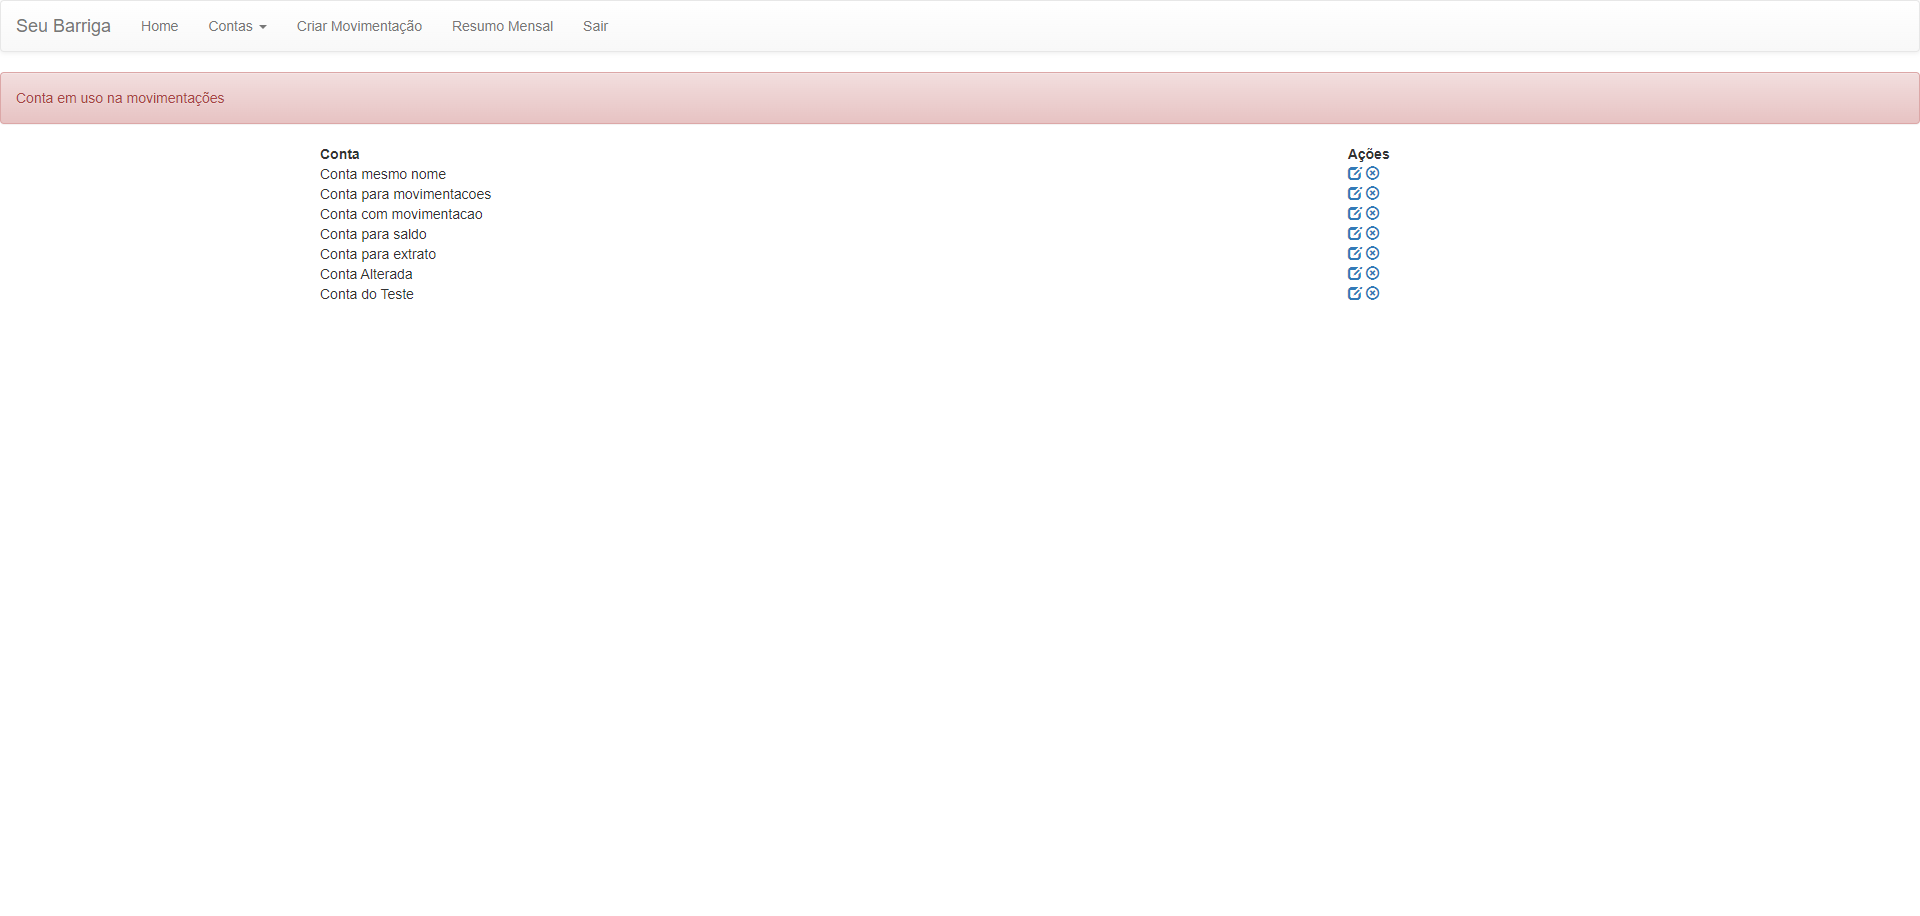 Seu Barriga Home Contas Criar Movimentação Resumo Mensal Sair
Conta em uso na movimentações
Conta Ações
Conta mesmo nome
Conta para movimentacoes
Conta com movimentacao
Conta para saldo
Conta para extrato
Conta Alterada
Conta do Teste